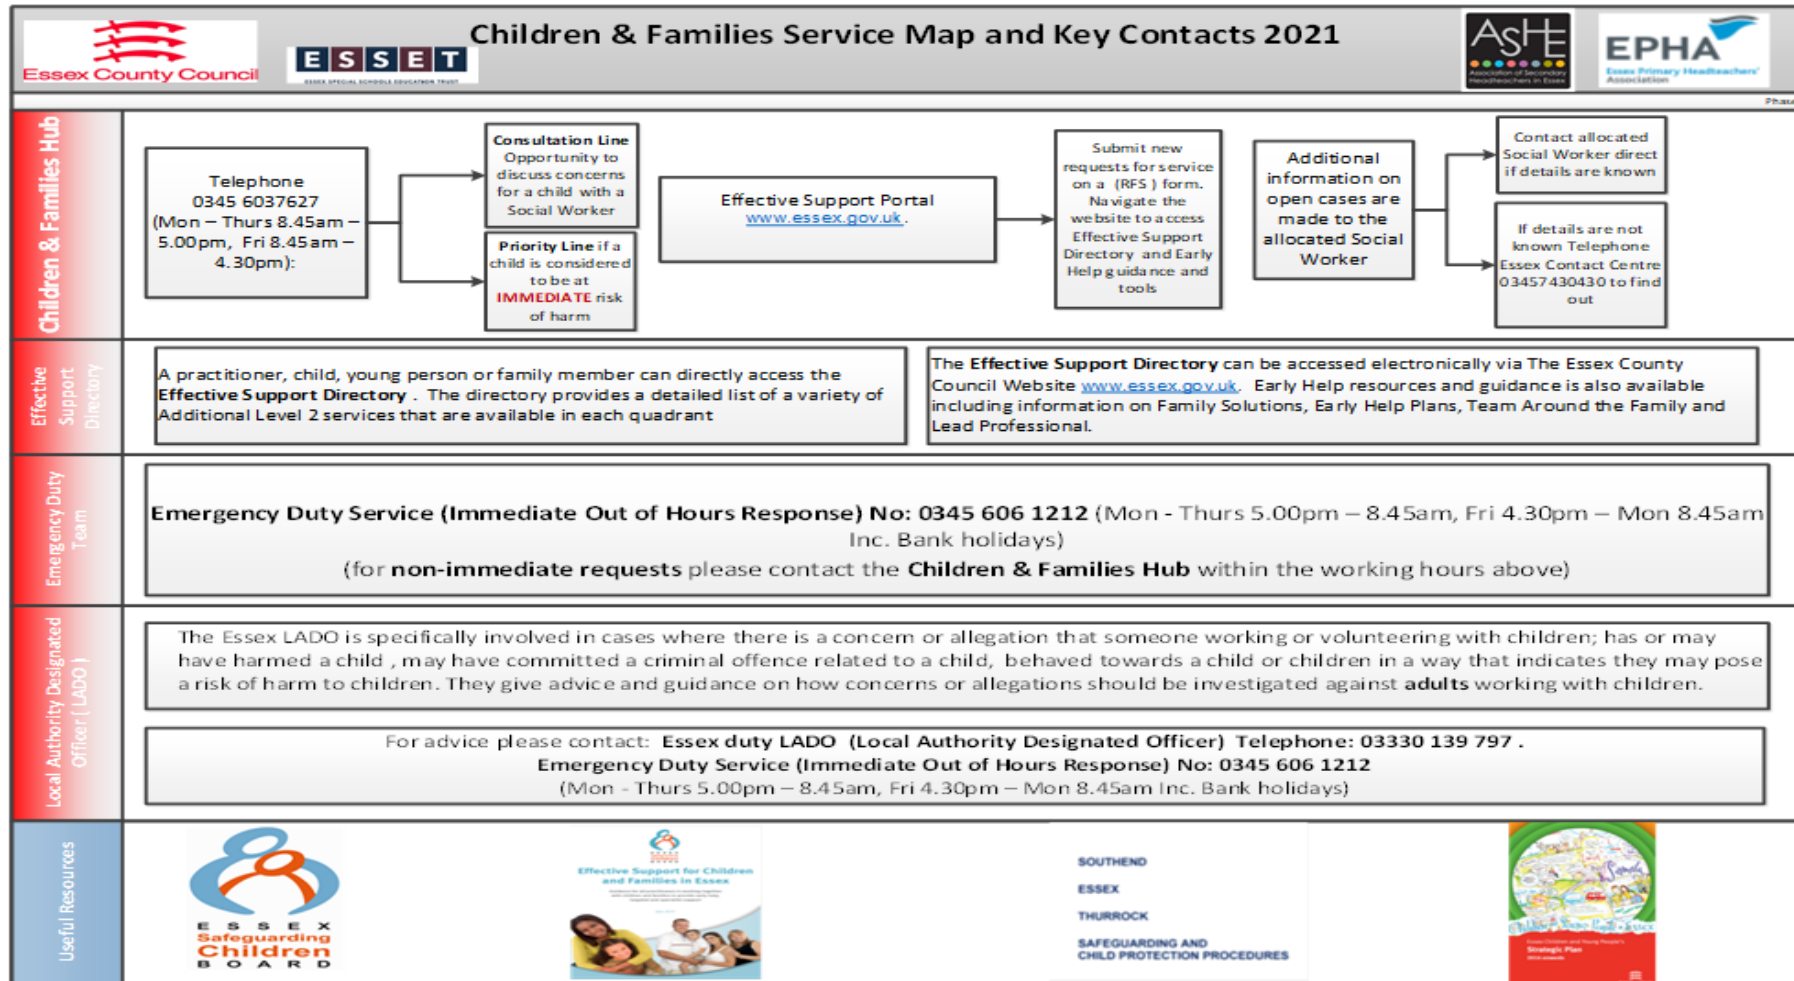 Essex County Council
ESSET
ESSEX SPECIAL SCHOOLS EDUCATION TRUST
Children & Families Service Map and Key Contacts 2021
ASHE
Association of Secondary
Headteachers in Essex
EPHA
Essex Primary Headteachers'
Association
Phase
Children & Families Hub
Telephone
0345 6037627
(Mon – Thurs 8.45am –
5.00pm, Fri 8.45am –
4.30pm):
Consultation Line
Opportunity to
discuss concerns
for a child with a
Social Worker
Priority Line if a
child is considered
to be at
IMMEDIATE risk
of harm
Effective Support Portal
www.essex.gov.uk .
Submit new
requests for service
on a (RFS ) form.
Navigate the
website to access
Effective Support
Directory and Early
Help guidance and
tools
Additional
information on
open cases are
made to the
allocated Social
Worker
Contact allocated
Social Worker direct
if details are known
If details are not
known Telephone
Essex Contact Centre
03457430430 to find
out
Effective
Support
Directory
A practitioner, child, young person or family member can directly access the
Effective Support Directory . The directory provides a detailed list of a variety of
Additional Level 2 services that are available in each quadrant
The Effective Support Directory can be accessed electronically via The Essex County
Council Website www.essex.gov.uk. Early Help resources and guidance is also available
including information on Family Solutions, Early Help Plans, Team Around the Family and
Lead Professional.
Emergency Duty
Team
Emergency Duty Service (Immediate Out of Hours Response) No: 0345 606 1212 (Mon - Thurs 5.00pm – 8.45am, Fri 4.30pm – Mon 8.45am
Inc. Bank holidays)
(for non-immediate requests please contact the Children & Families Hub within the working hours above)
Local Authority Designated
Officer ( LADO )
The Essex LADO is specifically involved in cases where there is a concern or allegation that someone working or volunteering with children; has or may
have harmed a child , may have committed a criminal offence related to a child, behaved towards a child or children in a way that indicates they may pose
a risk of harm to children. They give advice and guidance on how concerns or allegations should be investigated against adults working with children.
For advice please contact: Essex duty LADO (Local Authority Designated Officer) Telephone: 03330 139 797 .
Emergency Duty Service (Immediate Out of Hours Response) No: 0345 606 1212
(Mon - Thurs 5.00pm – 8.45am, Fri 4.30pm – Mon 8.45am Inc. Bank holidays)
Useful Resources
ESSEX
Safeguarding
Children
BOARD
Effective Support for Children
and Families in Essex
SOUTHEND
ESSEX
THURROCK
SAFEGUARDING AND
CHILD PROTECTION PROCEDURES
Essex Children and Young People's
Strategic Plan